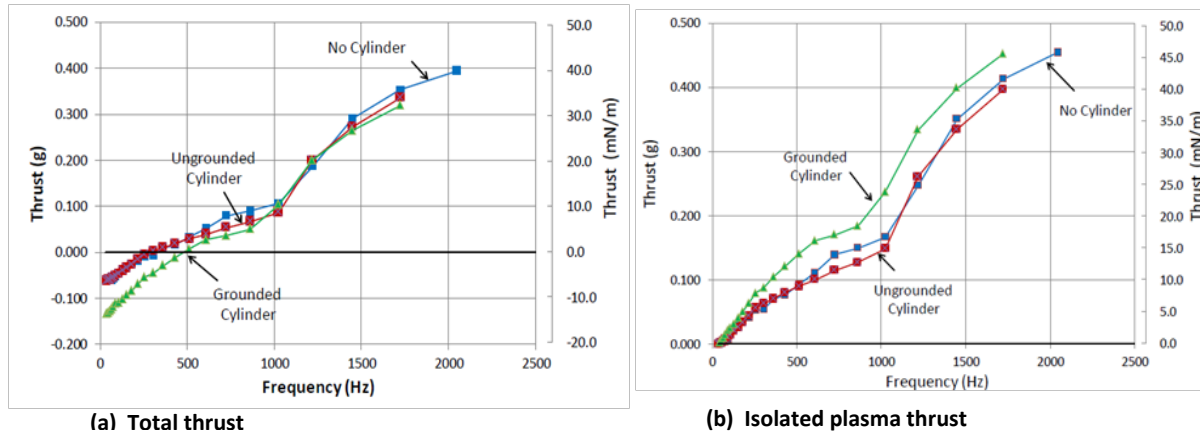 0.500
0.400
0.300
0.200
0.100
0.000
-0.100
-0.200
Thrust (g)
50.0
40.0
30.0
20.0
10.0
0.0
-10.0
-20.0
Thrust (mN/m)
No Cylinder
Ungrounded
Cylinder
Grounded
Cylinder
0 500 1000 1500 2000 2500
Frequency (Hz)
(a) Total thrust
0.500
0.400
0.300
0.200
0.100
0.000
Thrust (g)
50.0
45.0
40.0
35.0
30.0
25.0
20.0
15.0
10.0
5.0
0.0
Thrust (mN/m)
No Cylinder
Grounded
Cylinder
Ungrounded
Cylinder
0 500 1000 1500 2000 2500
Frequency (Hz)
(b) Isolated plasma thrust